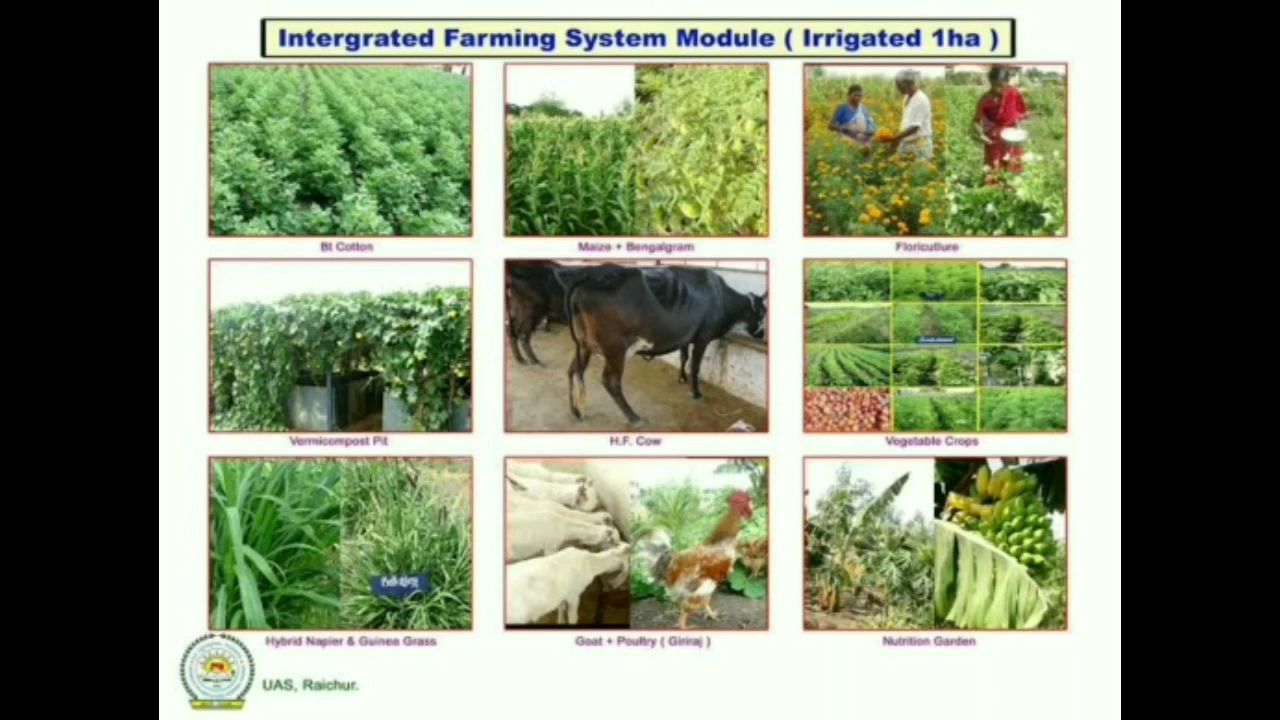 Intergrated Farming System Module ( Irrigated 1ha )
Bt Cotton
Maize + Bengalgram
Floricutlure
Vermicompost Pit
H.F. Cow
Vegetable Crops
Hybrid Napier & Guinea Grass
Goat + Poultry ( Giriraj )
Nutrition Garden
UAS, Raichur.